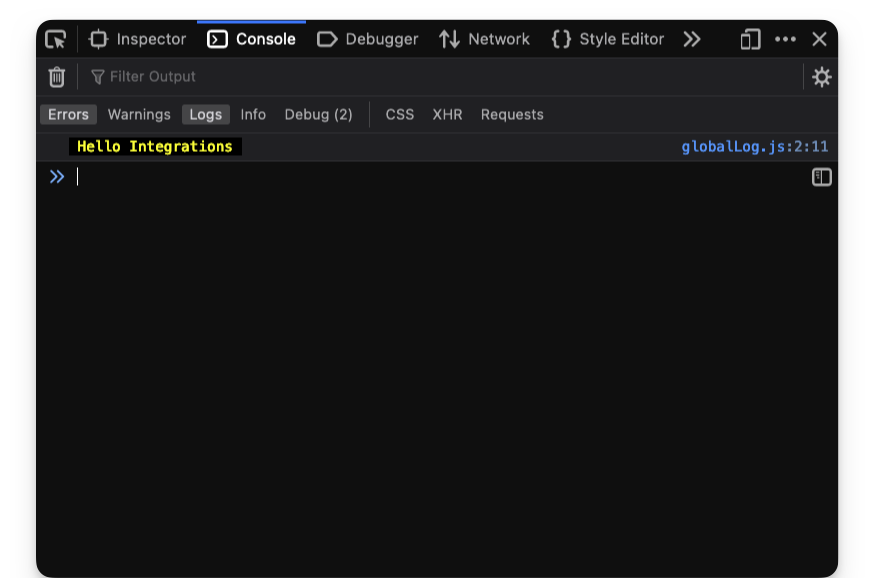 Inspector Console Debugger Network Style Editor
Filter Output
Errors Warnings Logs Info Debug (2) CSS XHR Requests
Hello Integrations globalLog.js:2:11